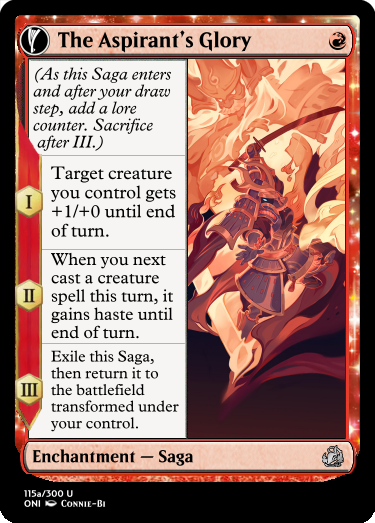 The Aspirant's Glory
(As this Saga enters
and after your draw
step, add a lore
counter. Sacrifice
after III.)
I
Target creature
you control gets
+1/+0 until end
of turn.
II
When you next
cast a creature
spell this turn, it
gains haste until
end of turn.
III
Exile this Saga,
then return it to
the battlefield
transformed under
your control.
Enchantment — Saga
115a/300 U
ONI Connie-Bi